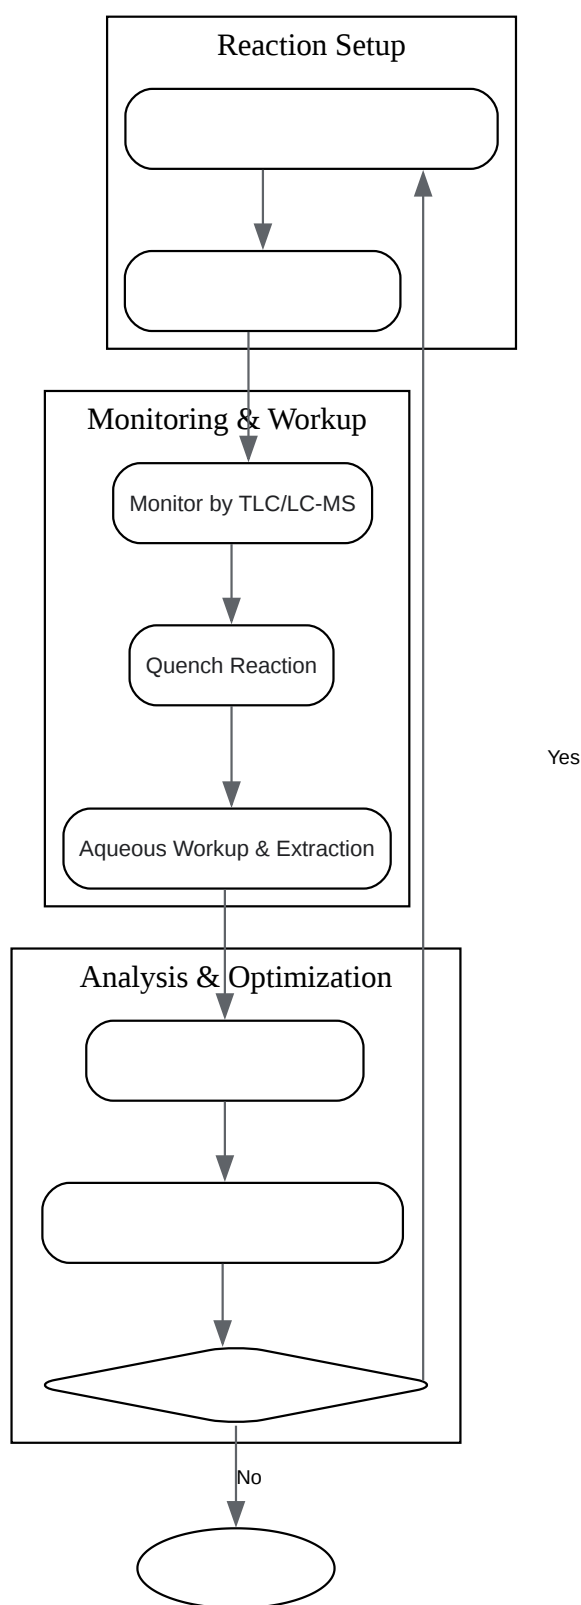 Reaction Setup
Monitoring & Workup
Monitor by TLC/LC-MS
Quench Reaction
Yes
Aqueous Workup & Extraction
Analysis & Optimization
No